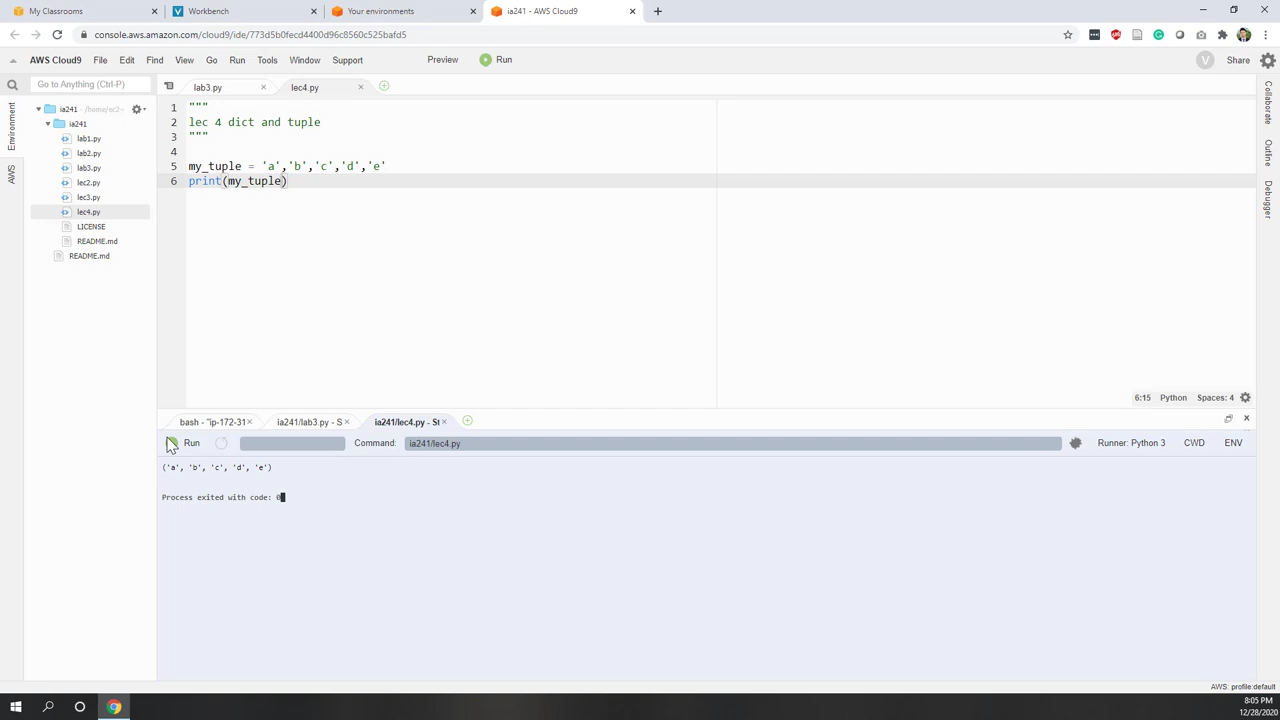 My Classrooms
Workbench
Your environments
ia241 - AWS Cloud9
console.aws.amazon.com/cloud9/ide/773d5b0fecd4400d96c8560c525bafd5
AWS Cloud9 File Edit Find View Go Run Tools Window Support Preview Run V Share
Go to Anything (Ctrl-P)
lab3.py
lec4.py
Environment
AWS
Collaborate
Outline
Debugger
ia241 - /home/ec2-
ia241
lab1.py
lab2.py
lab3.py
lec2.py
lec3.py
lec4.py
LICENSE
README.md
README.md
1 """
2 lec 4 dict and tuple
3 """
4
5 my_tuple = 'a','b','c','d','e'
6 print(my_tuple)
6:15 Python Spaces: 4
bash - "ip-172-31
ia241/lab3.py - S
ia241/lec4.py - St
Run Command: ia241/lec4.py Runner: Python 3 CWD ENV
('a', 'b', 'c', 'd', 'e')
Process exited with code: 0
AWS: profile:default
8:05 PM
12/28/2020